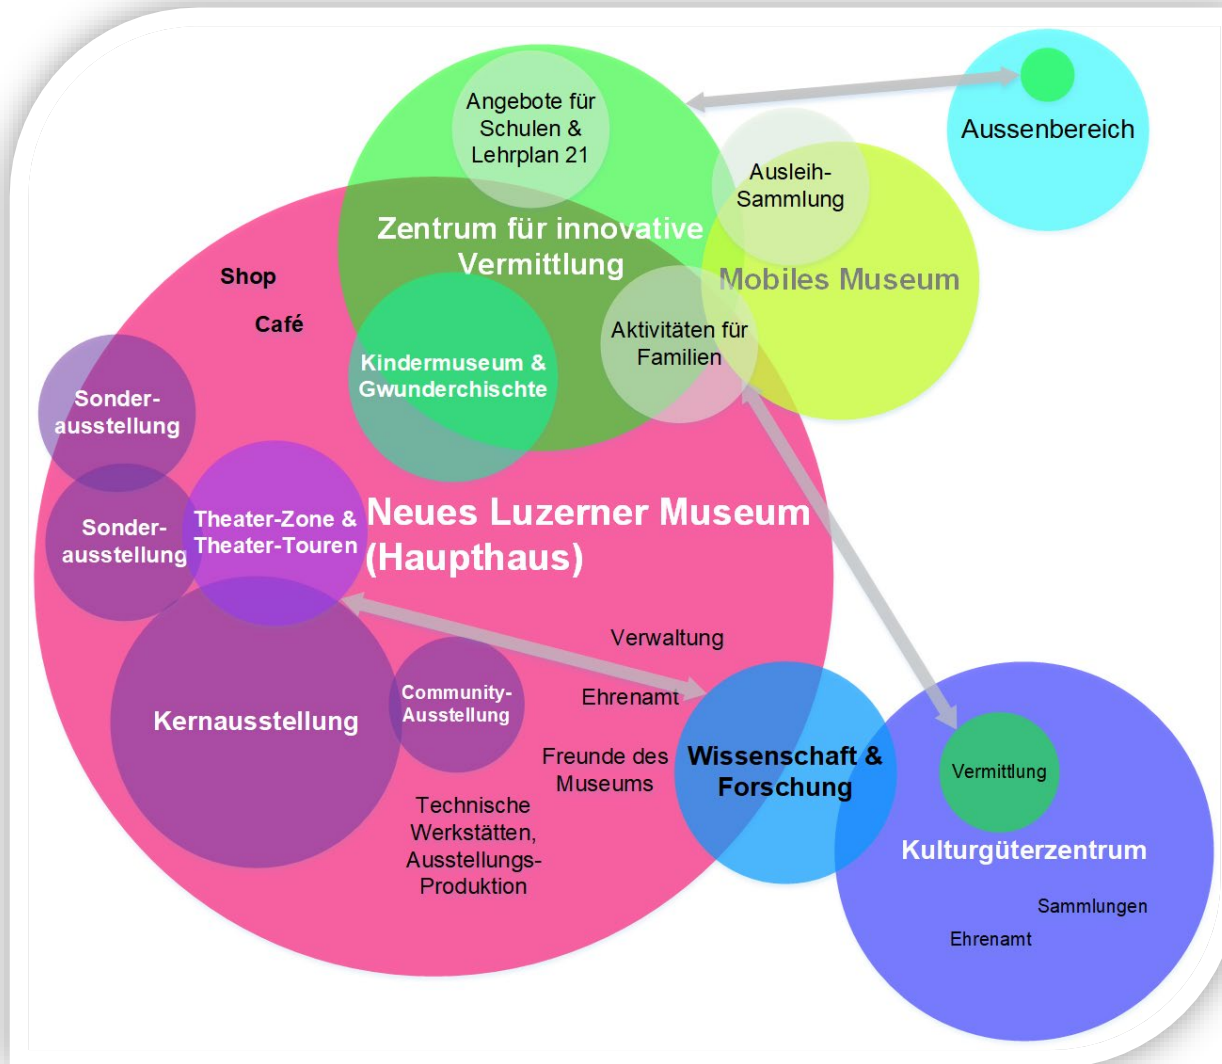 Angebote für
Schulen &
Lehrplan 21
Aussenbereich
Ausleih-
Sammlung
Zentrum für innovative
Vermittlung
Mobiles Museum
Shop
Café
Aktivitäten für
Familien
Kindermuseum &
Gwunderchischte
Sonder-
ausstellung
Sonder-
ausstellung
Theater-Zone &
Theater-Touren
Neues Luzerner Museum
(Haupthaus)
Verwaltung
Ehrenamt
Community-
Ausstellung
Kernausstellung
Freunde des
Museums
Wissenschaft &
Forschung
Technische
Werkstätten,
Ausstellungs-
Produktion
Vermittlung
Kulturgüterzentrum
Sammlungen
Ehrenamt